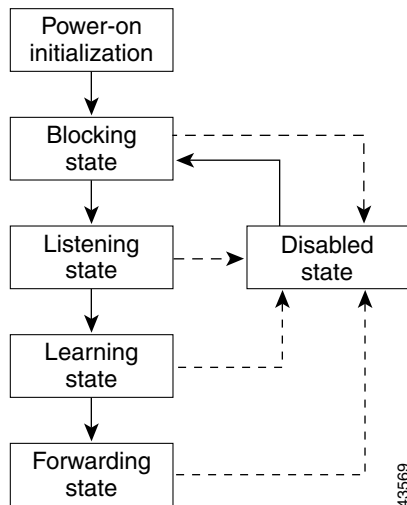 Power-on
initialization
Blocking
state
Listening
state
Disabled
state
Learning
state
Forwarding
state
43569